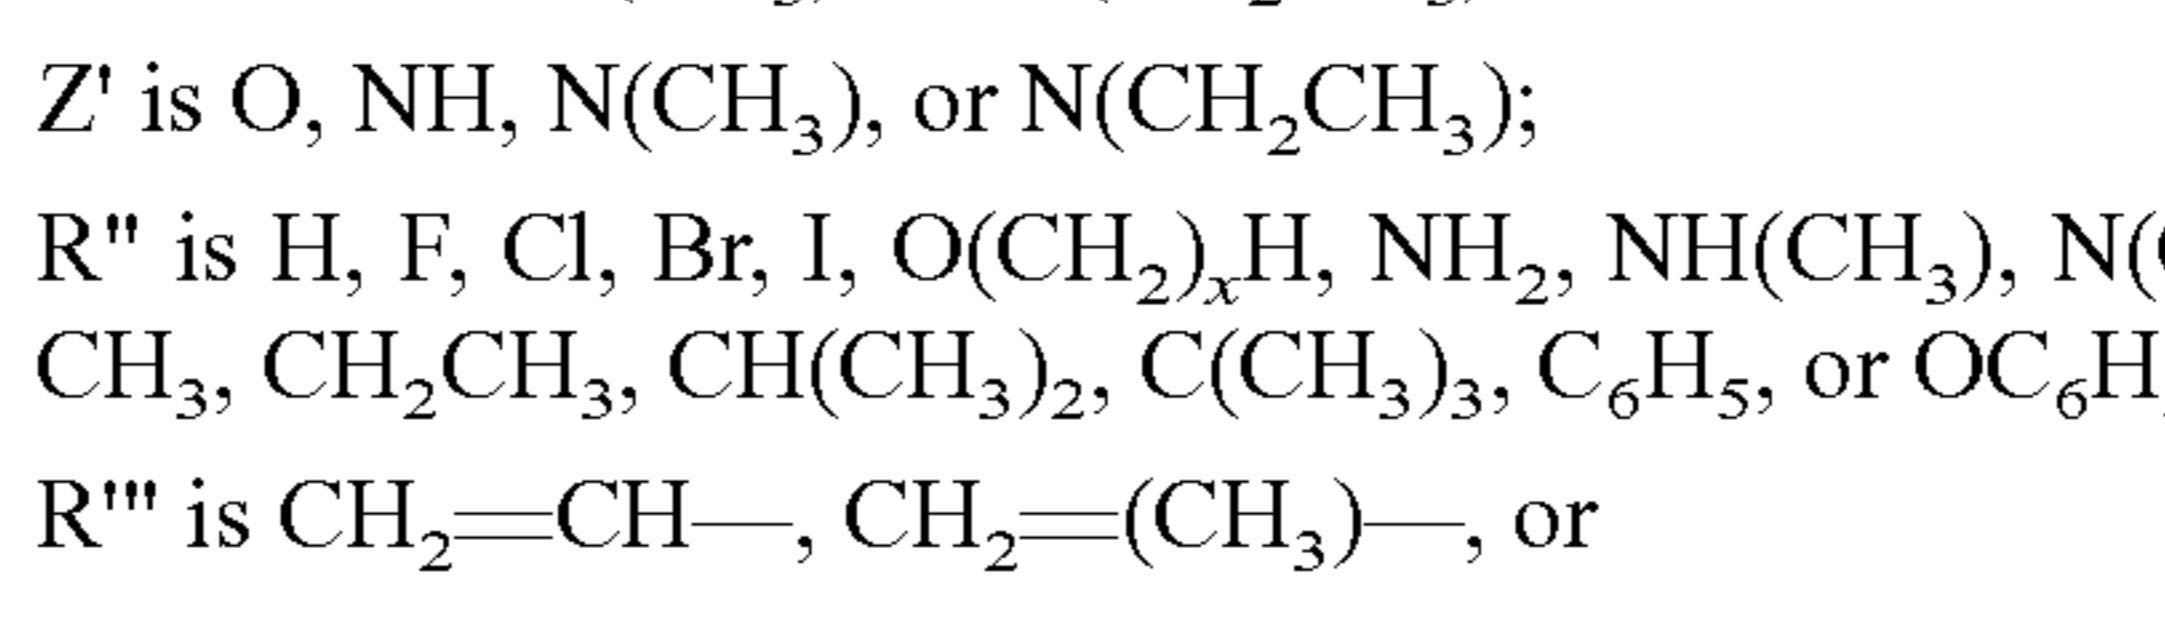 Z' is O, NH, N(CH₃), or N(CH₂CH₃);
R" is H, F, Cl, Br, I, O(CH₂)ₓH, NH₂, NH(CH₃), N(
CH₃, CH₂CH₃, CH(CH₃)₂, C(CH₃)₃, C₆H₅, or OC₆H
R'" is CH₂=CH—, CH₂=(CH₃)—, or